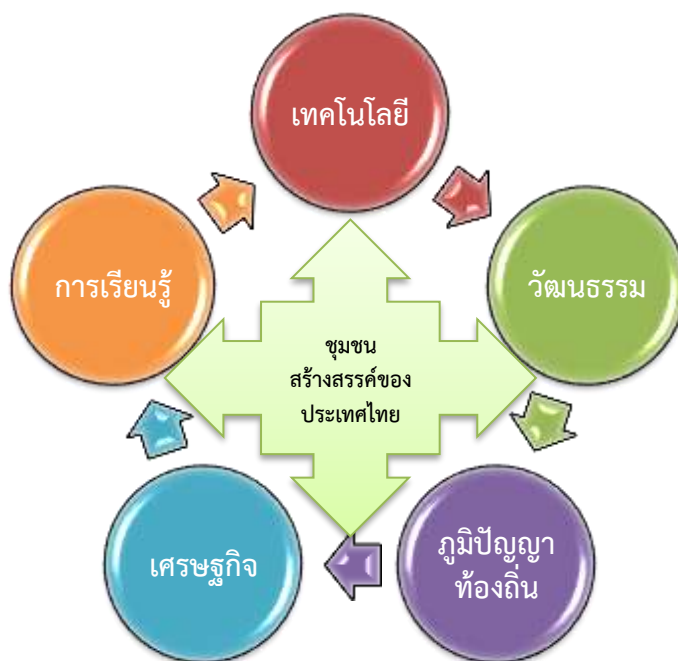 เทคโนโลยี
การเรียนรู้
วัฒนธรรม
ชุมชน
สร้างสรรค์ของ
ประเทศไทย
เศรษฐกิจ
ภูมิปัญญา
ท้องถิ่น